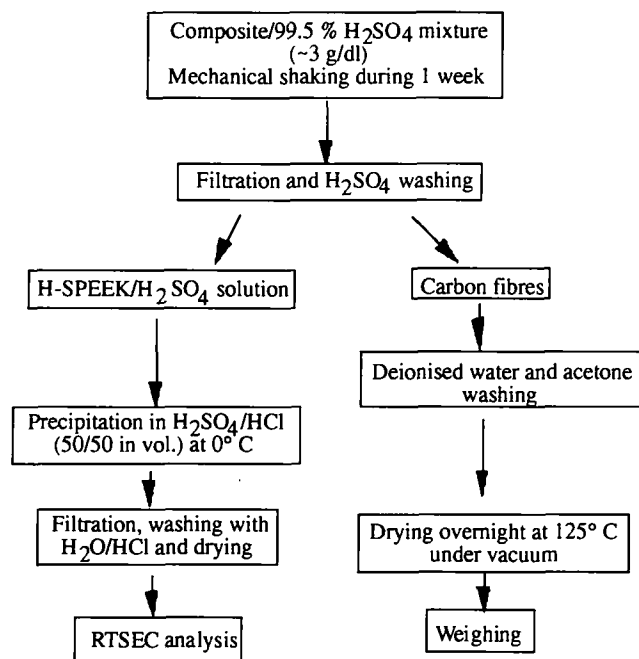 Composite/99.5 % H₂SO₄ mixture
(~3 g/dl)
Mechanical shaking during 1 week
Filtration and H₂SO₄ washing
H-SPEEK/H₂SO₄ solution
Carbon fibres
Deionised water and acetone
washing
Precipitation in H₂SO₄/HCl
(50/50 in vol.) at 0° C
Filtration, washing with
H₂O/HCl and drying
Drying overnight at 125° C
under vacuum
RTSEC analysis
Weighing